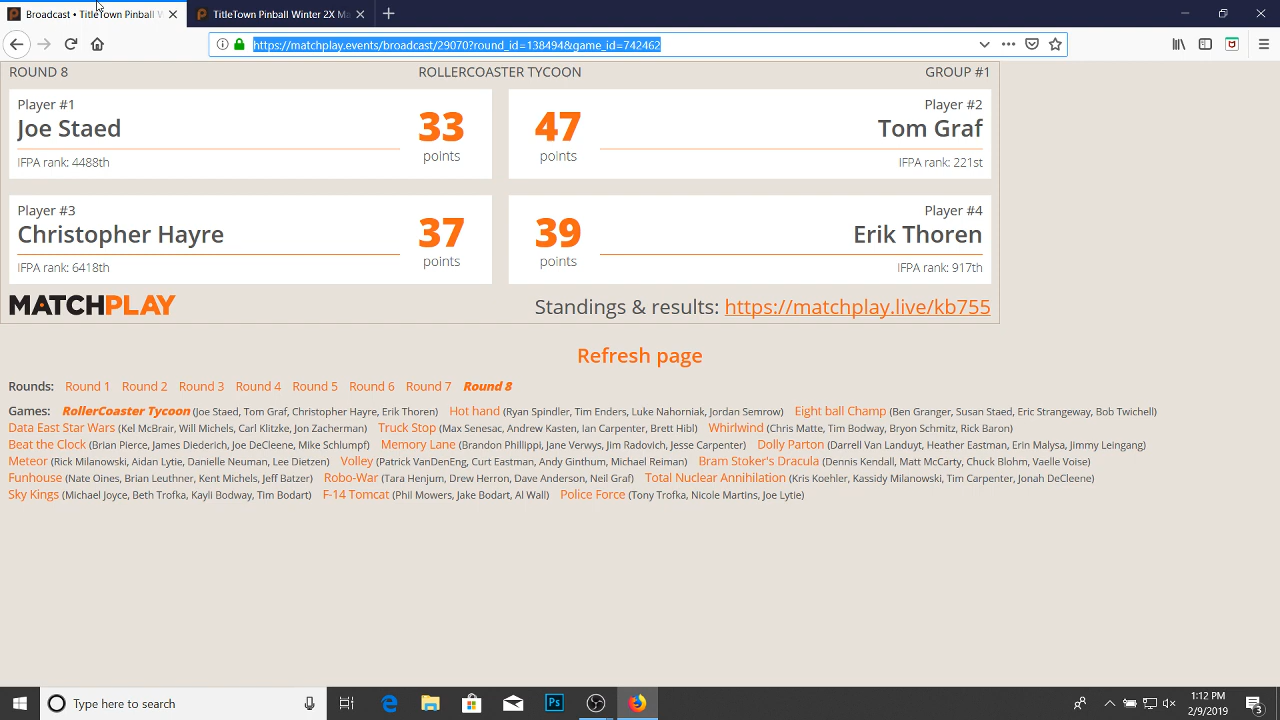 Broadcast • TitleTown Pinball W
TitleTown Pinball Winter 2X Ma
https://matchplay.events/broadcast/29070?round_id=138494&game_id=742462
ROUND 8 ROLLERCOASTER TYCOON GROUP #1
Player #1
Joe Staed
IFPA rank: 4488th
33
points
47
points
Player #2
Tom Graf
IFPA rank: 221st
Player #3
Christopher Hayre
IFPA rank: 6418th
37
points
39
points
Player #4
Erik Thoren
IFPA rank: 917th
MATCHPLAY
Standings & results: https://matchplay.live/kb755
Refresh page
Rounds: Round 1 Round 2 Round 3 Round 4 Round 5 Round 6 Round 7 Round 8
Games: RollerCoaster Tycoon (Joe Staed, Tom Graf, Christopher Hayre, Erik Thoren) Hot hand (Ryan Spindler, Tim Enders, Luke Nahorniak, Jordan Semrow) Eight ball Champ (Ben Granger, Susan Staed, Eric Strangeway, Bob Twichell)
Data East Star Wars (Kel McBrair, Will Michels, Carl Klitzke, Jon Zacherman) Truck Stop (Max Senesac, Andrew Kasten, Ian Carpenter, Brett Hibl) Whirlwind (Chris Matte, Tim Bodway, Bryon Schmitz, Rick Baron)
Beat the Clock (Brian Pierce, James Diederich, Joe DeCleene, Mike Schlumpf) Memory Lane (Brandon Phillippi, Jane Verwys, Jim Radovich, Jesse Carpenter) Dolly Parton (Darrell Van Landuyt, Heather Eastman, Erin Malysa, Jimmy Leingang)
Meteor (Rick Milanowski, Aidan Lytie, Danielle Neuman, Lee Dietzen) Volley (Patrick VanDenEng, Curt Eastman, Andy Ginthum, Michael Reiman) Bram Stoker's Dracula (Dennis Kendall, Matt McCarty, Chuck Blohm, Vaelle Voise)
Funhouse (Nate Oines, Brian Leuthner, Kent Michels, Jeff Batzer) Robo-War (Tara Henjum, Drew Herron, Dave Anderson, Neil Graf) Total Nuclear Annihilation (Kris Koehler, Kassidy Milanowski, Tim Carpenter, Jonah DeCleene)
Sky Kings (Michael Joyce, Beth Trofka, Kayli Bodway, Tim Bodart) F-14 Tomcat (Phil Mowers, Jake Bodart, Al Wall) Police Force (Tony Trofka, Nicole Martins, Joe Lytie)
Type here to search
Ps
1:12 PM
2/9/2019
3